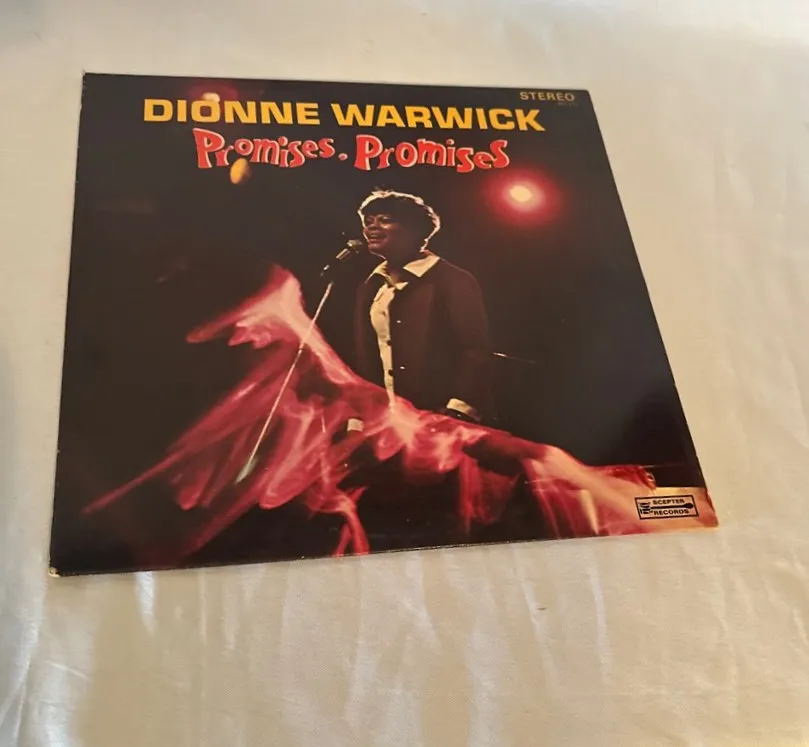 STEREO
DIONNE WARWICK
Promises, Promises
SCEPTER
RECORDS